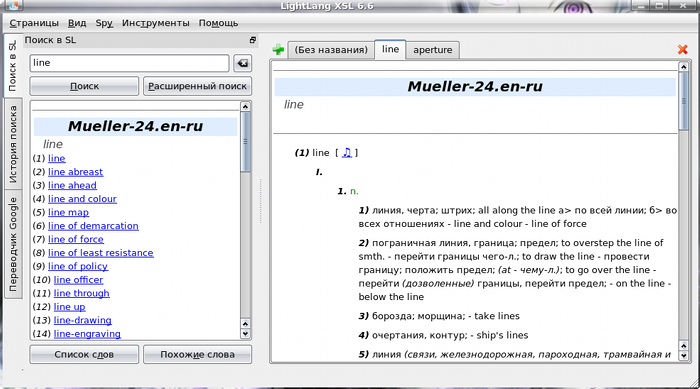 LightLang XSL 6.6
Страницы Вид Spy Инструменты Помощь
Поиск в SL
Поиск в SL
История поиска
Переводчик Google
line
Поиск
Расширенный поиск
Mueller-24.en-ru
line
(1) line
(2) line abreast
(3) line ahead
(4) line and colour
(5) line map
(6) line of demarcation
(7) line of force
(8) line of least resistance
(9) line of policy
(10) line officer
(11) line through
(12) line up
(13) line-drawing
(14) line-engraving
Список слов
Похожие слова
(Без названия)
line
aperture
Mueller-24.en-ru
line
(1) line [ ♫ ]
I.
1. n.
1) линия, черта; штрих; all along the line а> по всей линии; б> во
всех отношениях - line and colour - line of force
2) пограничная линия, граница; предел; to overstep the line of
smth. - перейти границы чего-л.; to draw the line - провести
границу; положить предел; (at - чему-л.); to go over the line -
перейти (дозволенные) границы, перейти предел; - on the line -
below the line
3) борозда; морщина; - take lines
4) очертания, контур; - ship's lines
5) линия (связи, железнодорожная, пароходная, трамвайная и